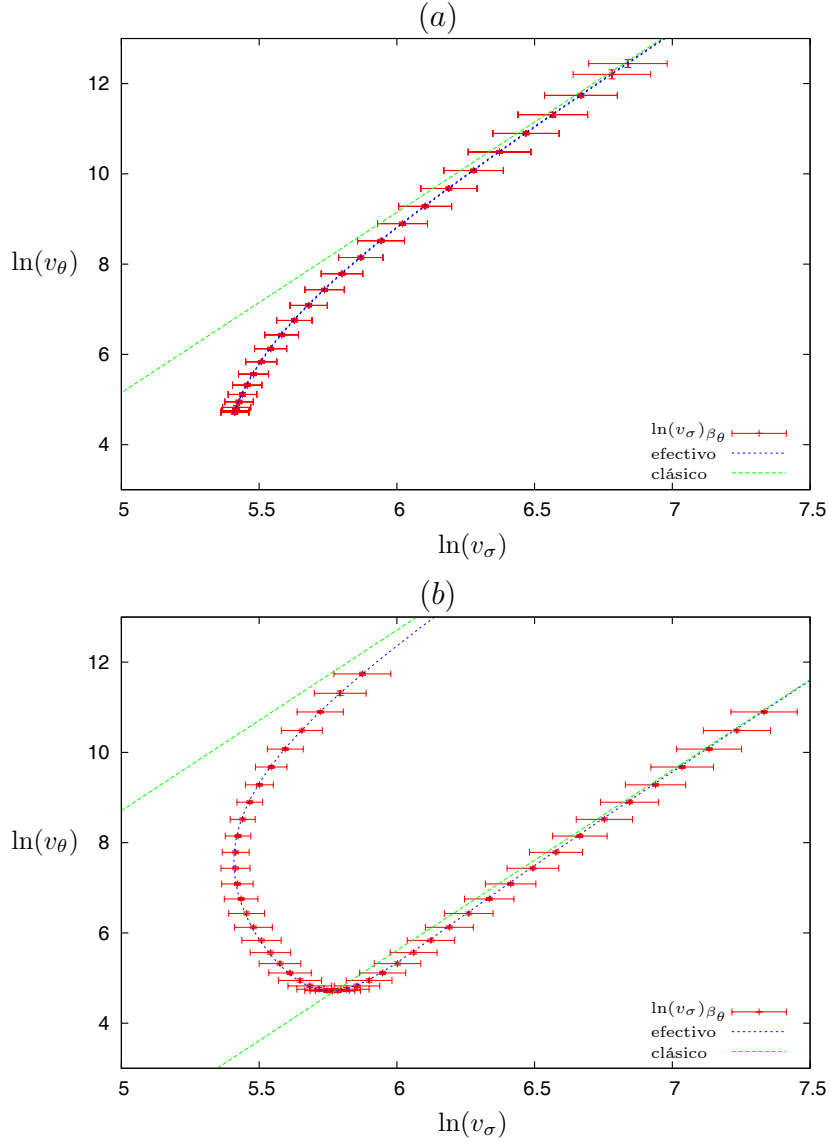 (a)
12
10
8
6
4
ln(v_θ)
ln(v_σ)_{β_θ}
efectivo
clásico
5 5.5 6 6.5 7 7.5
ln(v_σ)
(b)
12
10
8
6
4
ln(v_θ)
ln(v_σ)_{β_θ}
efectivo
clásico
5 5.5 6 6.5 7 7.5
ln(v_σ)